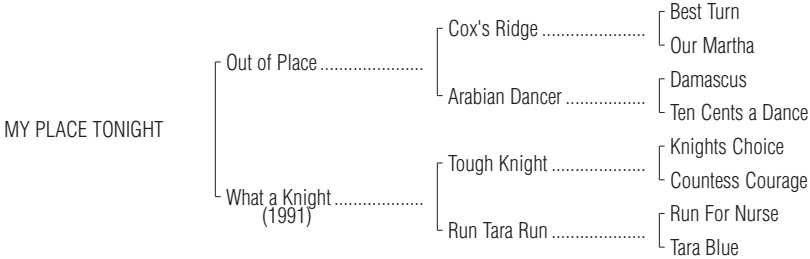 Best Turn
Cox's Ridge ......................
Our Martha
Out of Place ......................
Damascus
Arabian Dancer .................
Ten Cents a Dance
MY PLACE TONIGHT
Knights Choice
Tough Knight ....................
Countess Courage
What a Knight ...................
(1991)
Run For Nurse
Run Tara Run ....................
Tara Blue